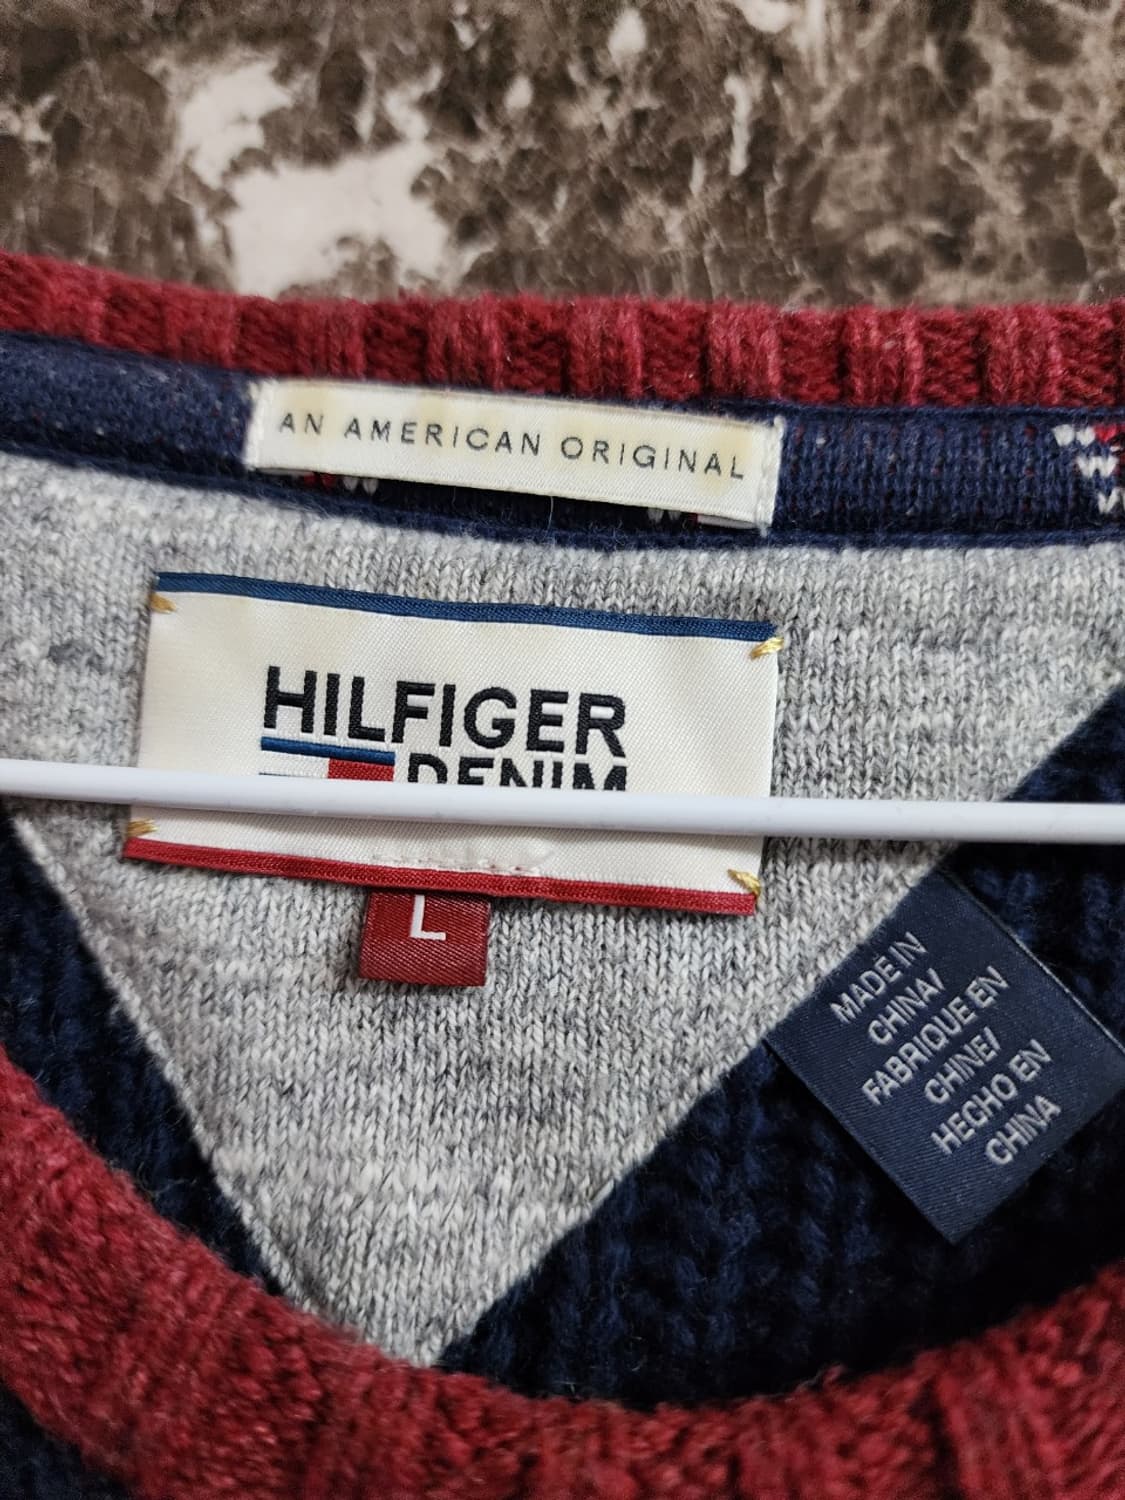 AN AMERICAN ORIGINAL
HILFIGER
DENIM
L
MADE IN
CHINA/
FABRIQUE EN
CHINE/
HECHO EN
CHINA